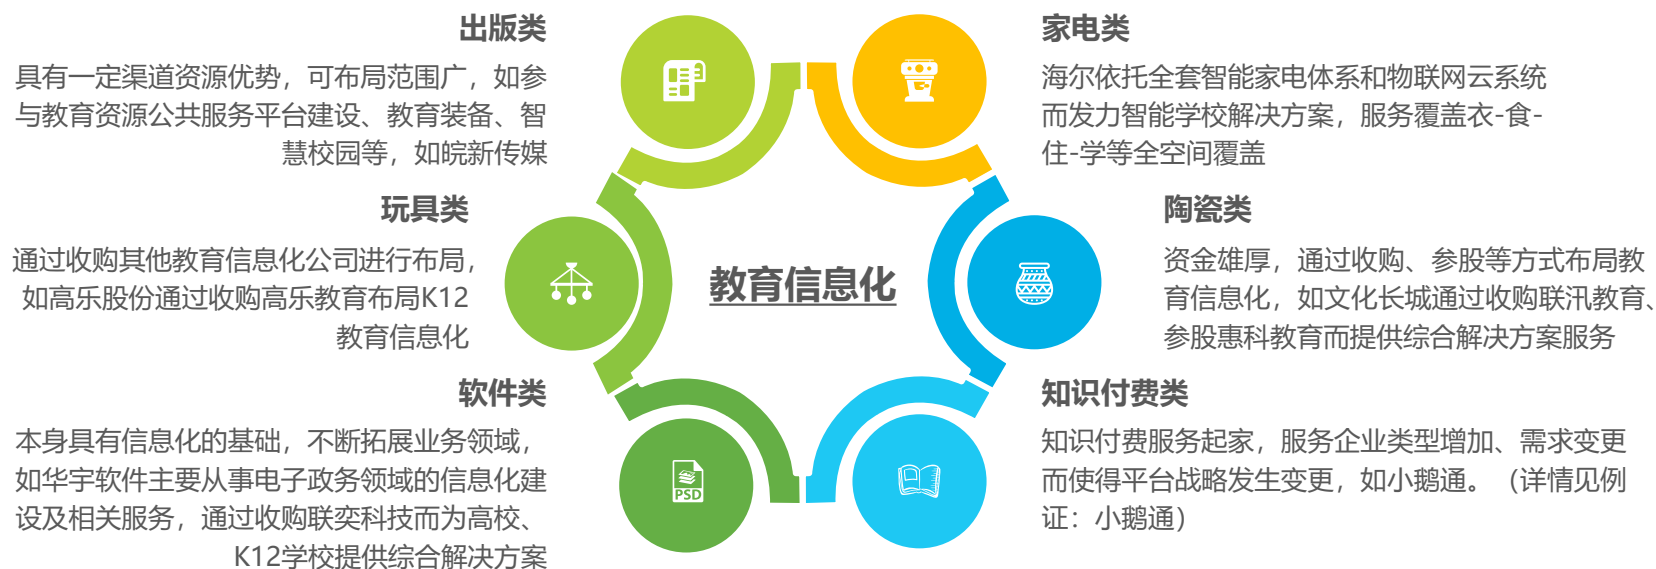 出版类
具有一定渠道资源优势，可布局范围广，如参
与教育资源公共服务平台建设、教育装备、智
慧校园等，如皖新传媒
家电类
海尔依托全套智能家电体系和物联网云系统
而发力智能学校解决方案，服务覆盖衣-食-
住-学等全空间覆盖
玩具类
通过收购其他教育信息化公司进行布局，
如高乐股份通过收购高乐教育布局K12
教育信息化
教育信息化
陶瓷类
资金雄厚，通过收购、参股等方式布局教
育信息化，如文化长城通过收购联汛教育、
参股惠科教育而提供综合解决方案服务
软件类
本身具有信息化的基础，不断拓展业务领域，
如华宇软件主要从事电子政务领域的信息化建
设及相关服务，通过收购联奕科技而为高校、
K12学校提供综合解决方案
PSD
知识付费类
知识付费服务起家，服务企业类型增加、需求变更
而使得平台战略发生变更，如小鹅通。（详情见例
证：小鹅通）